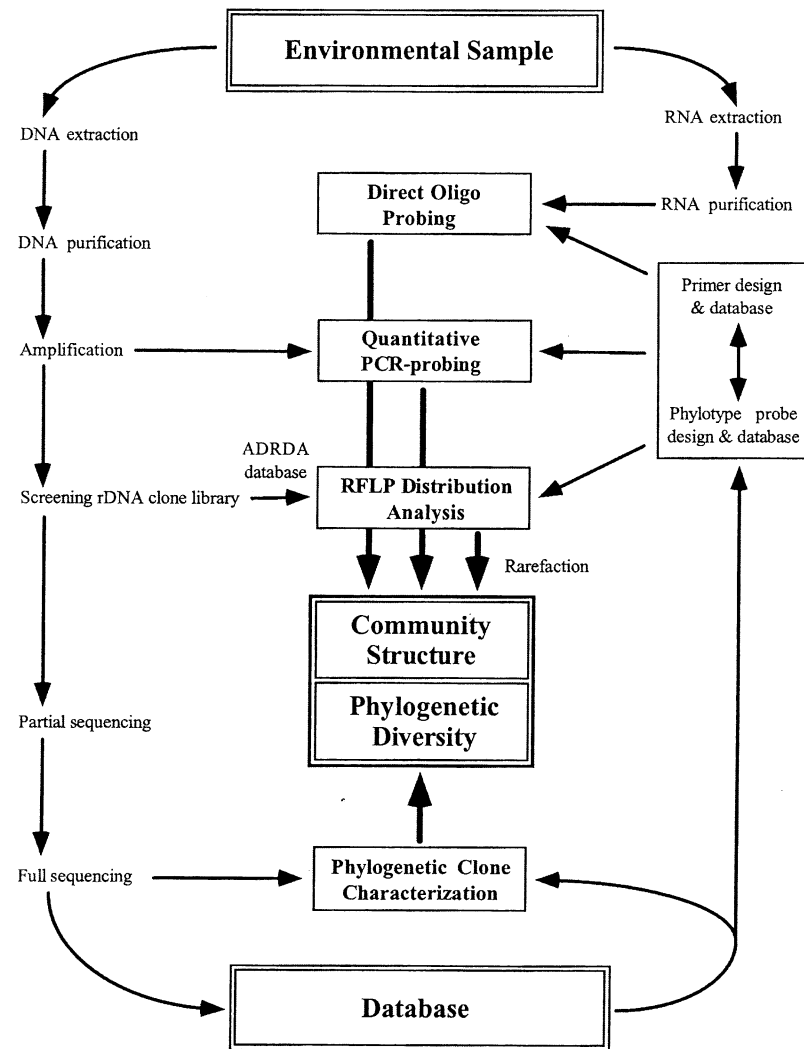 Environmental Sample
DNA extraction
RNA extraction
Direct Oligo
Probing
RNA purification
DNA purification
Primer design
& database
Amplification
Quantitative
PCR-probing
Phylotype probe
design & database
ADRDA
database
Screening rDNA clone library
RFLP Distribution
Analysis
Rarefaction
Community
Structure
Phylogenetic
Diversity
Partial sequencing
Full sequencing
Phylogenetic Clone
Characterization
Database